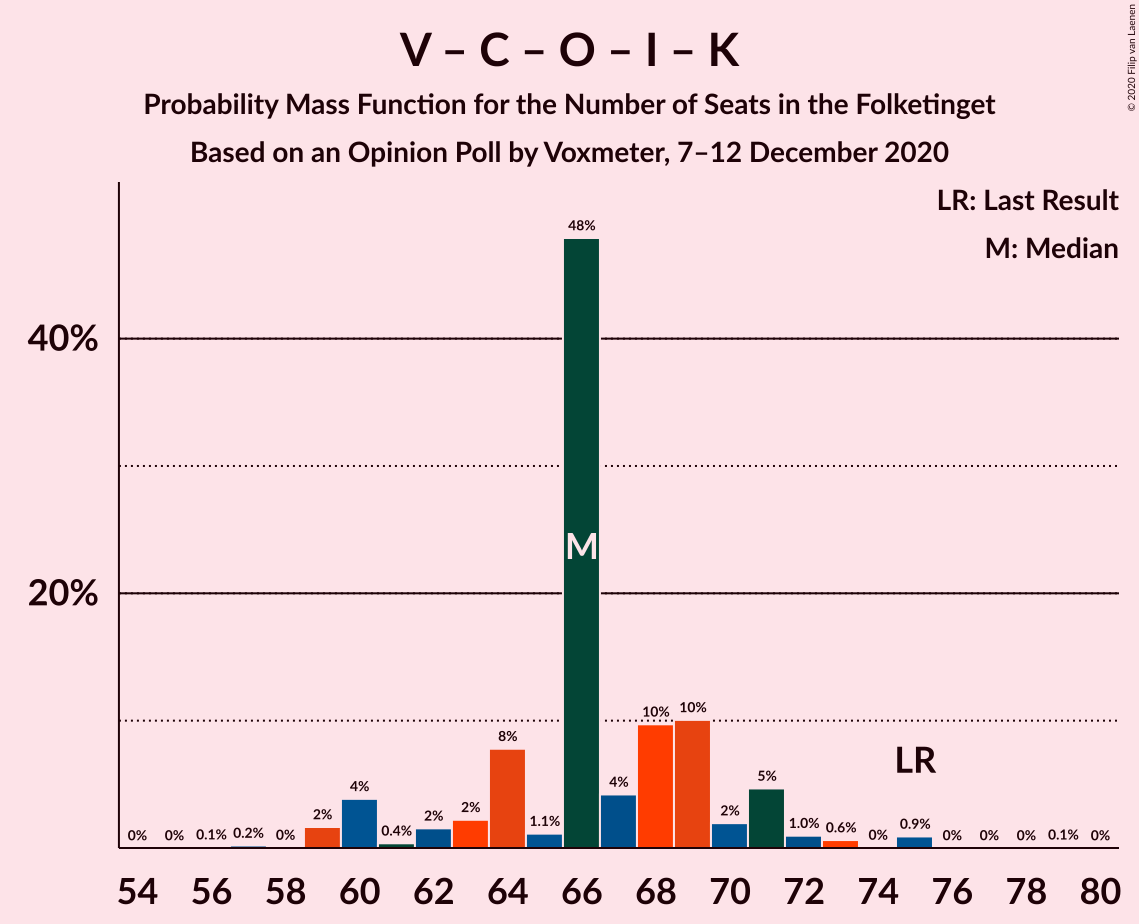 V – C – O – I – K
Probability Mass Function for the Number of Seats in the Folketinget
Based on an Opinion Poll by Voxmeter, 7–12 December 2020
© 2020 Filip van Laenen
LR: Last Result
M: Median
40%
20%
0% 0% 0.1% 0.2% 0% 2% 4% 0.4% 2% 2% 8% 1.1% 48% 4% 10% 10% 2% 5% 1.0% 0.6% 0% 0.9% 0% 0% 0% 0.1% 0%
M
LR
54 56 58 60 62 64 66 68 70 72 74 76 78 80